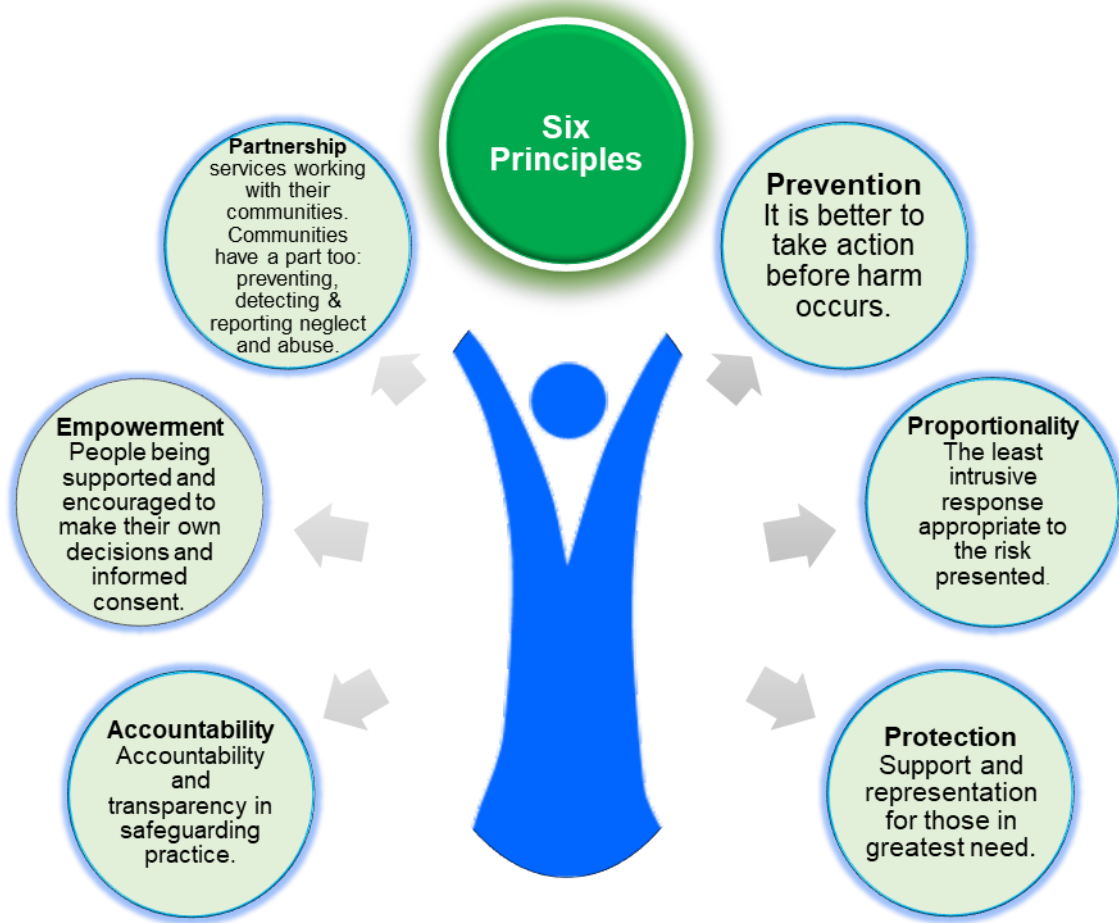 Six
Principles
Partnership
services working
with their
communities.
Communities
have a part too:
preventing,
detecting &
reporting neglect
and abuse.
Prevention
It is better to
take action
before harm
occurs.
Empowerment
People being
supported and
encouraged to
make their own
decisions and
informed
consent.
Proportionality
The least
intrusive
response
appropriate to
the risk
presented.
Accountability
Accountability
and
transparency in
safeguarding
practice.
Protection
Support and
representation
for those in
greatest need.